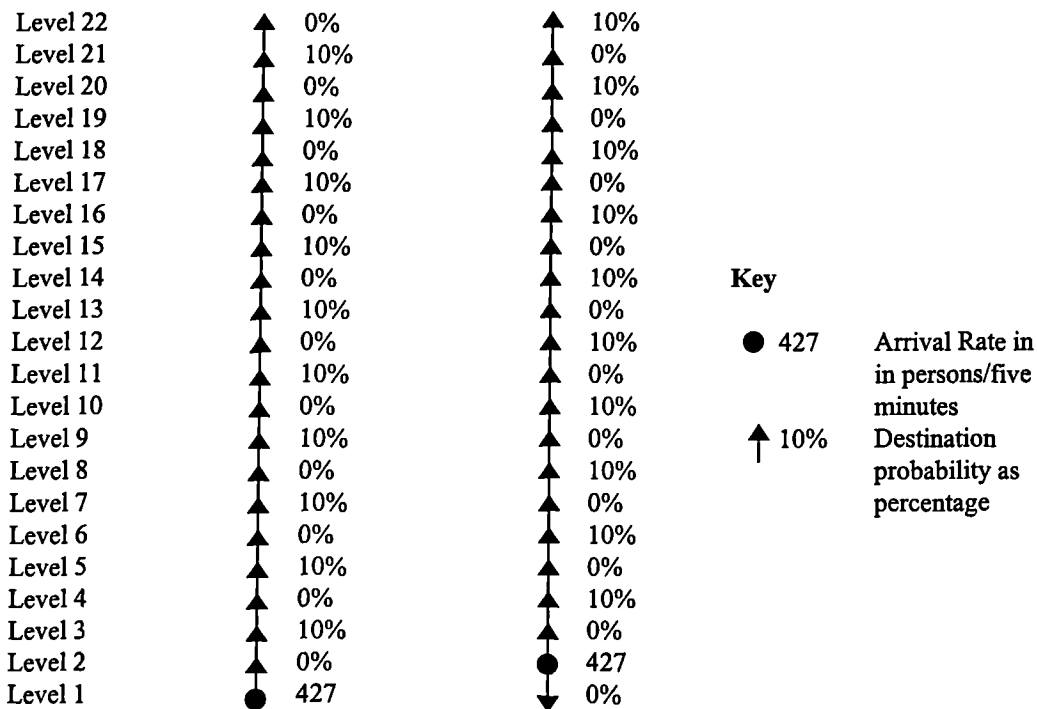 Level 22 0% 10%
Level 21 10% 0%
Level 20 0% 10%
Level 19 10% 0%
Level 18 0% 10%
Level 17 10% 0%
Level 16 0% 10%
Level 15 10% 0%
Level 14 0% 10%
Level 13 10% 0%
Level 12 0% 10%
Level 11 10% 0%
Level 10 0% 10%
Level 9 10% 0%
Level 8 0% 10%
Level 7 10% 0%
Level 6 0% 10%
Level 5 10% 0%
Level 4 0% 10%
Level 3 10% 0%
Level 2 0% 427
Level 1 427 0%
Key
427 Arrival Rate in
in persons/five
minutes
10% Destination
probability as
percentage